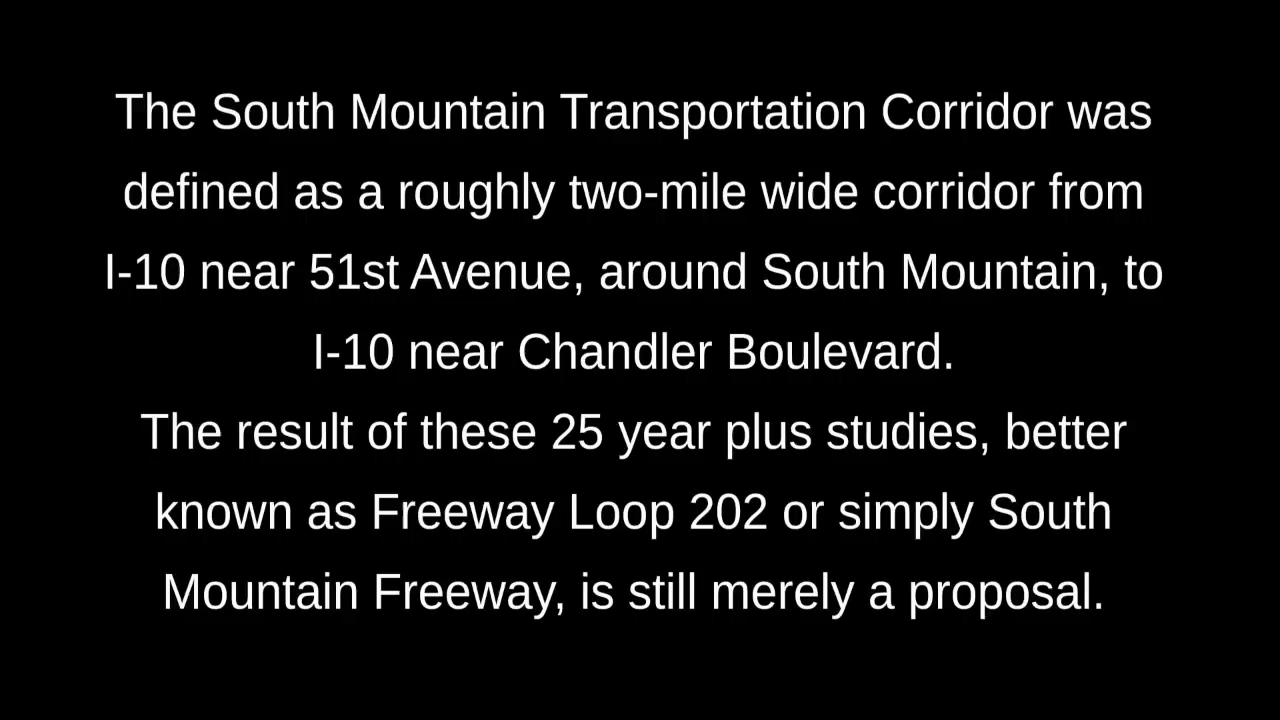 The South Mountain Transportation Corridor was
defined as a roughly two-mile wide corridor from
I-10 near 51st Avenue, around South Mountain, to
I-10 near Chandler Boulevard.
The result of these 25 year plus studies, better
known as Freeway Loop 202 or simply South
Mountain Freeway, is still merely a proposal.